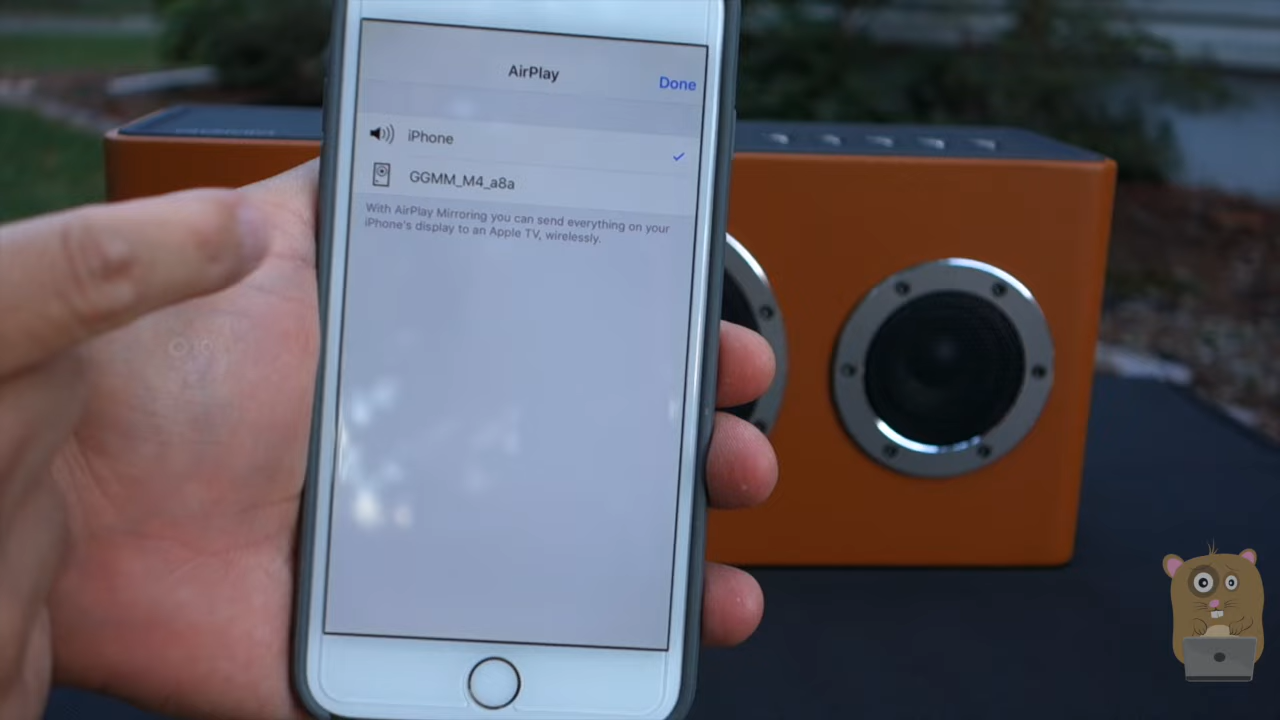 AirPlay
Done
iPhone
GGMM_M4_a8a
With AirPlay Mirroring you can send everything on your
iPhone's display to an Apple TV, wirelessly.